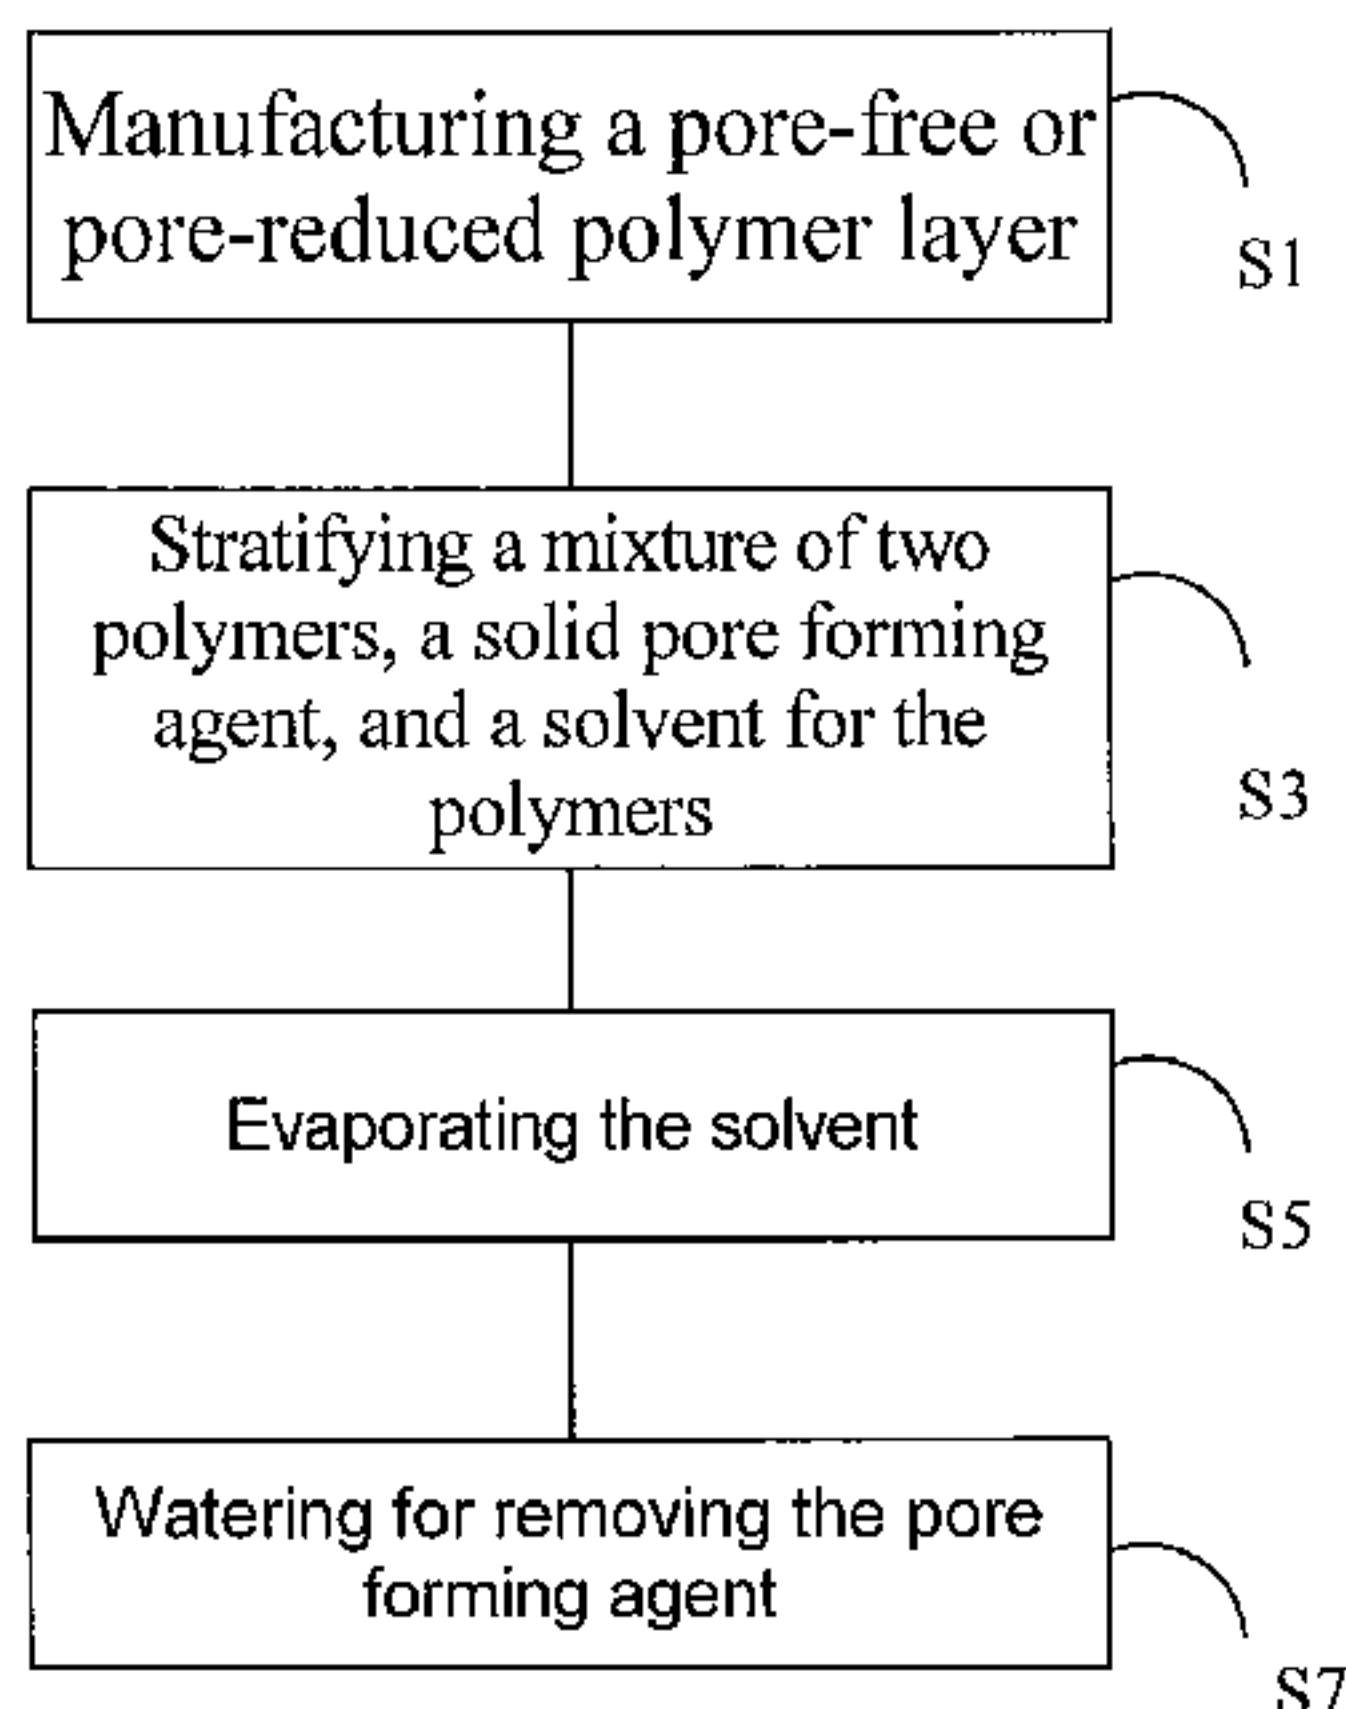 Manufacturing a pore-free or
pore-reduced polymer layer
S1
Stratifying a mixture of two
polymers, a solid pore forming
agent, and a solvent for the
polymers
S3
Evaporating the solvent
S5
Watering for removing the pore
forming agent
S7